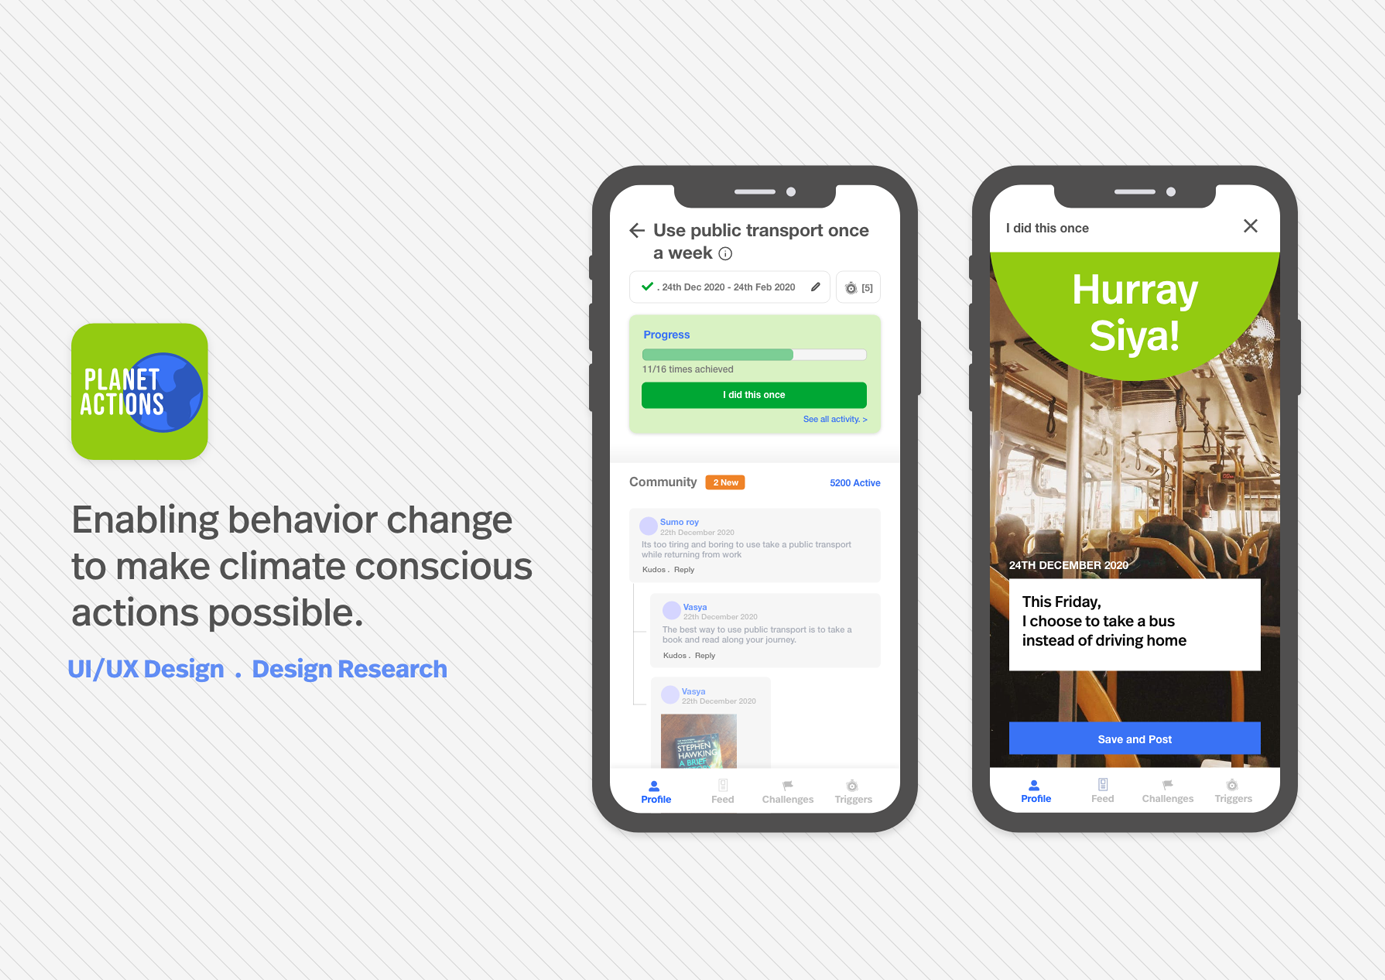 PLANET
ACTIONS
Enabling behavior change
to make climate conscious
actions possible.
UI/UX Design . Design Research
Use public transport once
a week
. 24th Dec 2020 - 24th Feb 2020
[5]
Progress
11/16 times achieved
I did this once
See all activity. >
Community
2 New
5200 Active
Sumo roy
22th December 2020
Its too tiring and boring to use take a public transport
while returning from work
Kudos . Reply
Vasya
22th December 2020
The best way to use public transport is to take a
book and read along your journey.
Kudos . Reply
Vasya
22th December 2020
STEPHEN
HAWKING
A BRIEF
Profile
Feed
Challenges
Triggers
I did this once
Hurray
Siya!
24TH DECEMBER 2020
This Friday,
I choose to take a bus
instead of driving home
Save and Post
Profile
Feed
Challenges
Triggers